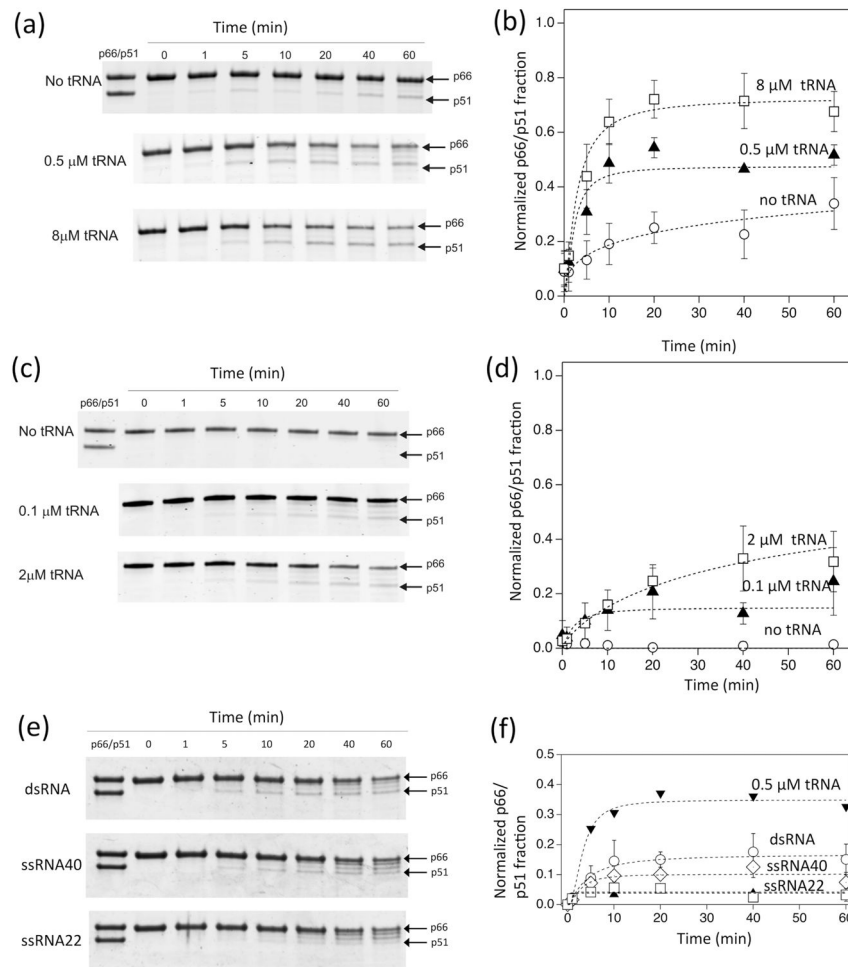 (a)
Time (min)
p66/p51 0 1 5 10 20 40 60
No tRNA
p66
p51
0.5 μM tRNA
p66
p51
8μM tRNA
p66
p51
(b)
Normalized p66/p51 fraction
1.0
0.8
0.6
0.4
0.2
0.0
8 μM tRNA
0.5 μM tRNA
no tRNA
0 10 20 30 40 50 60
Time (min)
(c)
Time (min)
p66/p51 0 1 5 10 20 40 60
No tRNA
p66
p51
0.1 μM tRNA
p66
p51
2μM tRNA
p66
p51
(d)
Normalized p66/p51 fraction
1.0
0.8
0.6
0.4
0.2
0.0
2 μM tRNA
0.1 μM tRNA
no tRNA
0 10 20 30 40 50 60
Time (min)
(e)
Time (min)
p66/p51 0 1 5 10 20 40 60
dsRNA
p66
p51
ssRNA40
p66
p51
ssRNA22
p66
p51
(f)
Normalized p66/
p51 fraction
0.5
0.4
0.3
0.2
0.1
0.0
0.5 μM tRNA
dsRNA
ssRNA40
ssRNA22
0 10 20 30 40 50 60
Time (min)